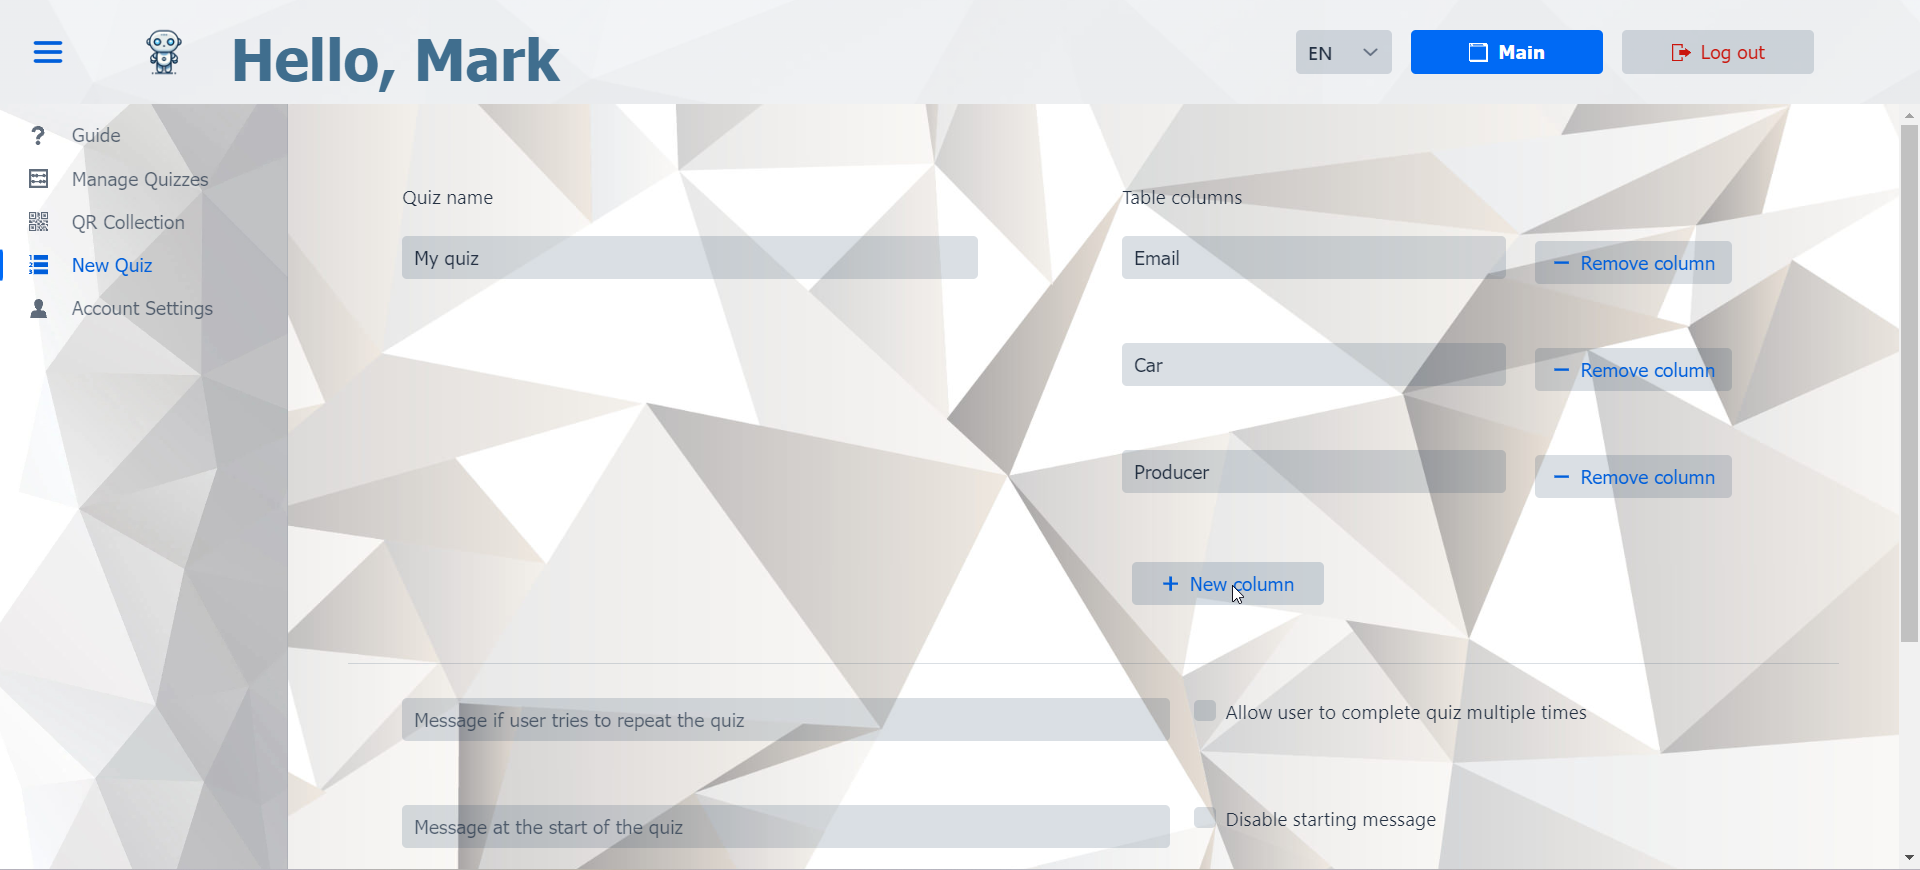 Hello, Mark
EN
Main
Log out
Guide
Manage Quizzes
QR Collection
New Quiz
Account Settings
Quiz name
My quiz
Table columns
Email
Remove column
Car
Remove column
Producer
Remove column
New column
Message if user tries to repeat the quiz
Allow user to complete quiz multiple times
Message at the start of the quiz
Disable starting message